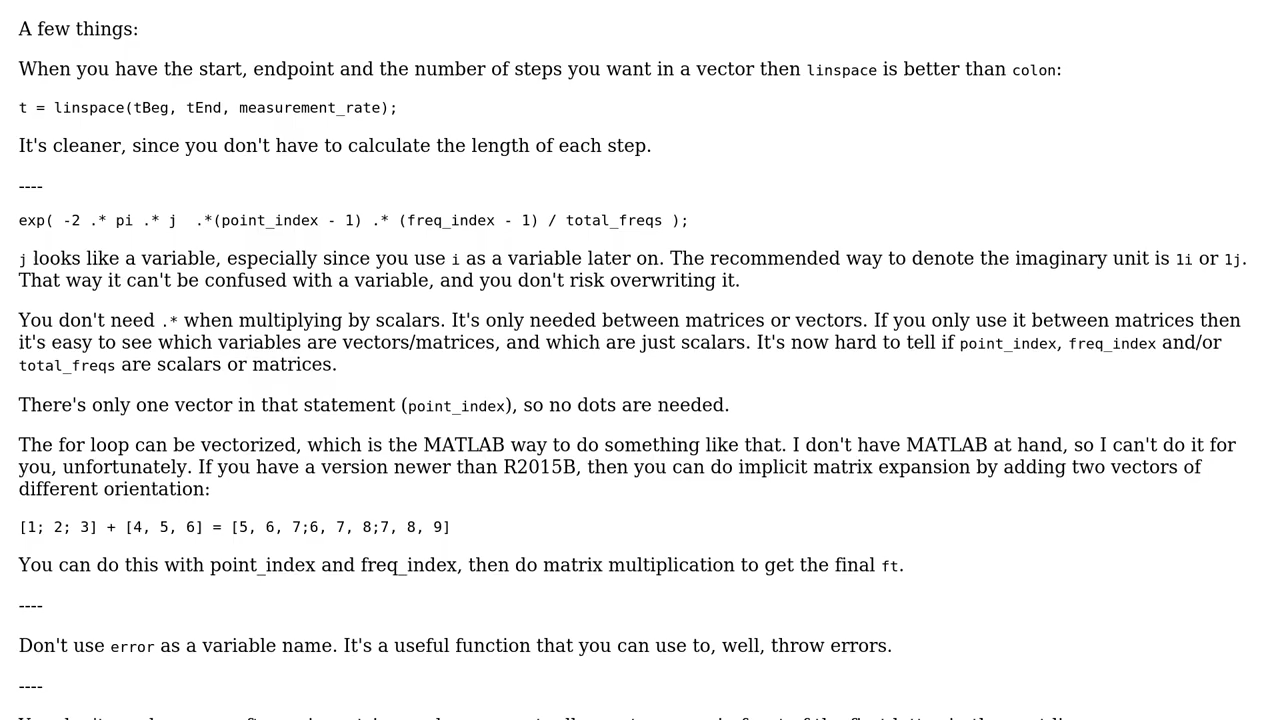 A few things:
When you have the start, endpoint and the number of steps you want in a vector then linspace is better than colon:
t = linspace(tBeg, tEnd, measurement_rate);
It's cleaner, since you don't have to calculate the length of each step.
----
exp( -2 .* pi .* j  .*(point_index - 1) .* (freq_index - 1) / total_freqs );
j looks like a variable, especially since you use i as a variable later on. The recommended way to denote the imaginary unit is 1i or 1j.
That way it can't be confused with a variable, and you don't risk overwriting it.
You don't need .* when multiplying by scalars. It's only needed between matrices or vectors. If you only use it between matrices then
it's easy to see which variables are vectors/matrices, and which are just scalars. It's now hard to tell if point_index, freq_index and/or
total_freqs are scalars or matrices.
There's only one vector in that statement (point_index), so no dots are needed.
The for loop can be vectorized, which is the MATLAB way to do something like that. I don't have MATLAB at hand, so I can't do it for
you, unfortunately. If you have a version newer than R2015B, then you can do implicit matrix expansion by adding two vectors of
different orientation:
[1; 2; 3] + [4, 5, 6] = [5, 6, 7;6, 7, 8;7, 8, 9]
You can do this with point_index and freq_index, then do matrix multiplication to get the final ft.
----
Don't use error as a variable name. It's a useful function that you can use to, well, throw errors.
----